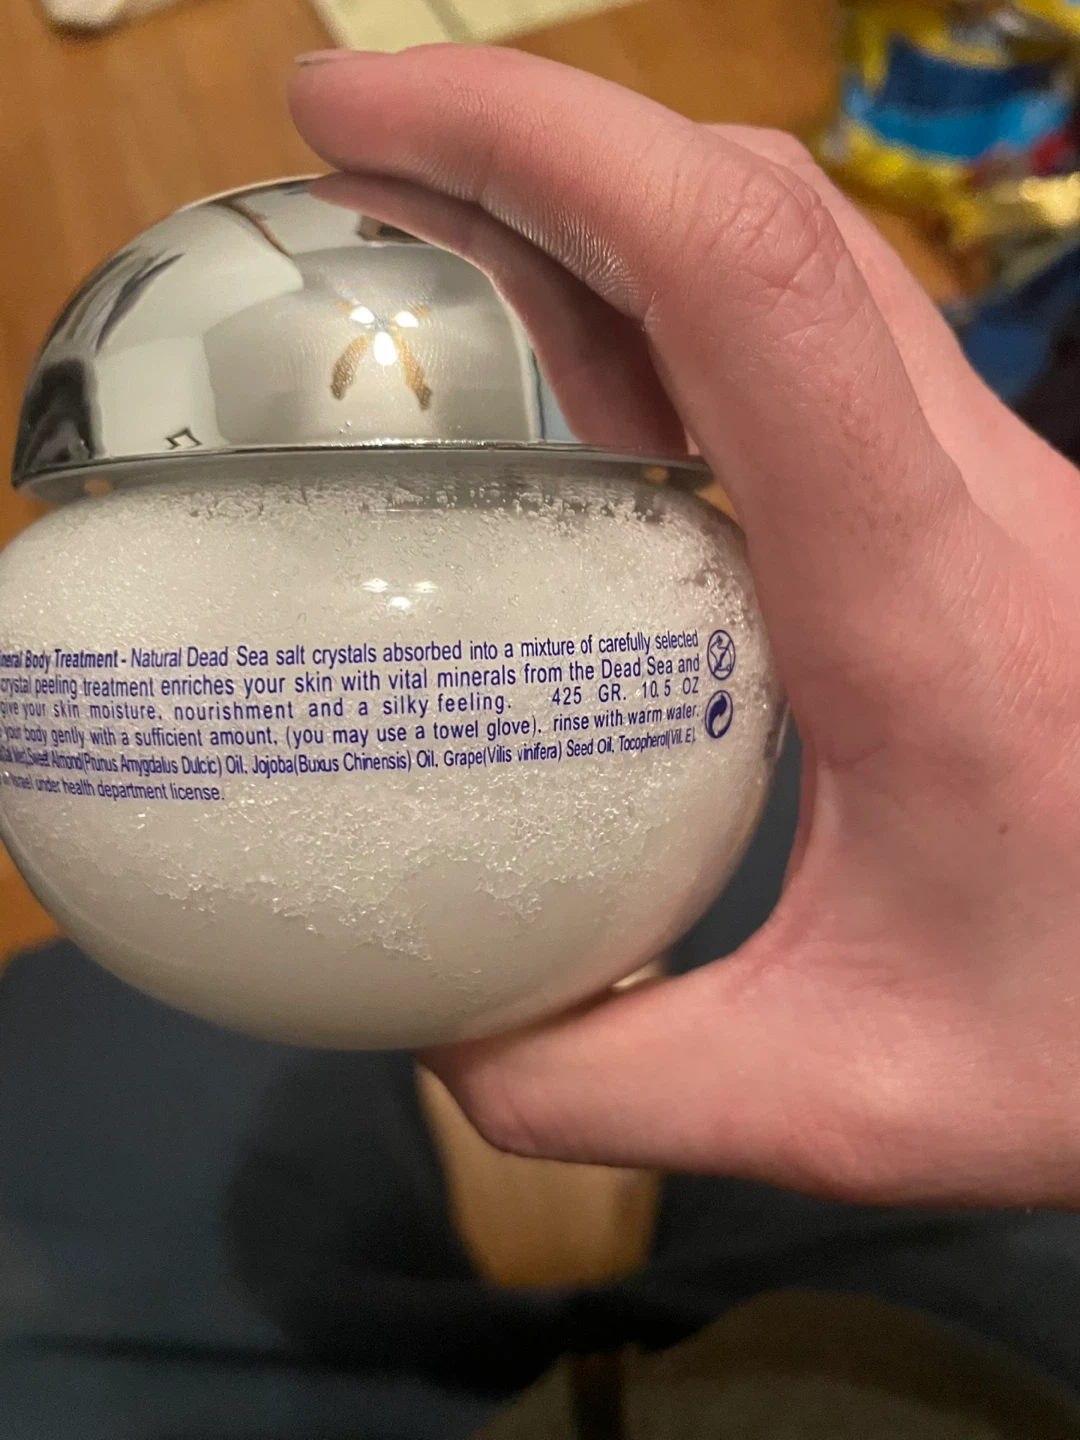 Body Treatment - Natural Dead Sea salt crystals absorbed into a mixture of carefully selected
crystal peeling treatment enriches your skin with vital minerals from the Dead Sea and
give your skin moisture, nourishment and a silky feeling. 425 GR. 10.5 OZ
your body gently with a sufficient amount, (you may use a towel glove), rinse with warm water.
Sweet Almond(Prunus Amygdalus Dulcic) Oil, Jojoba(Buxus Chinensis) Oil, Grape(Vilis vinifera) Seed Oil, Tocopherol(Vit. E).
under health department license.